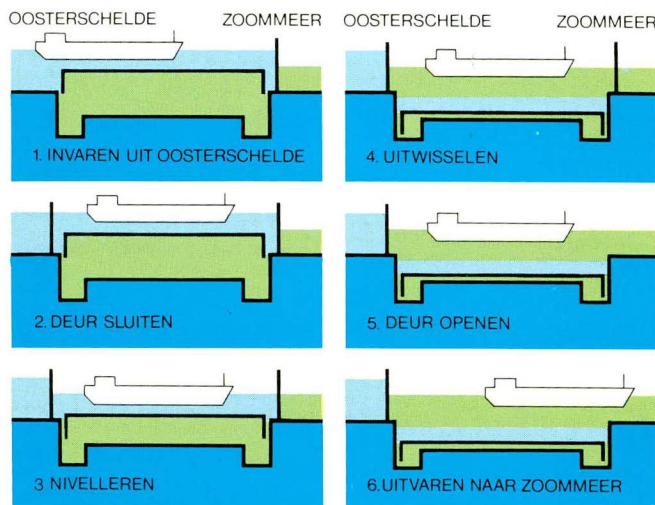 OOSTERSCHELDE ZOOMMEER
1. INVAREN UIT OOSTERSCHELDE
2. DEUR SLUITEN
3 NIVELLEREN
OOSTERSCHELDE ZOOMMEER
4. UITWISSELEN
5. DEUR OPENEN
6. UITVAREN NAAR ZOOMMEER